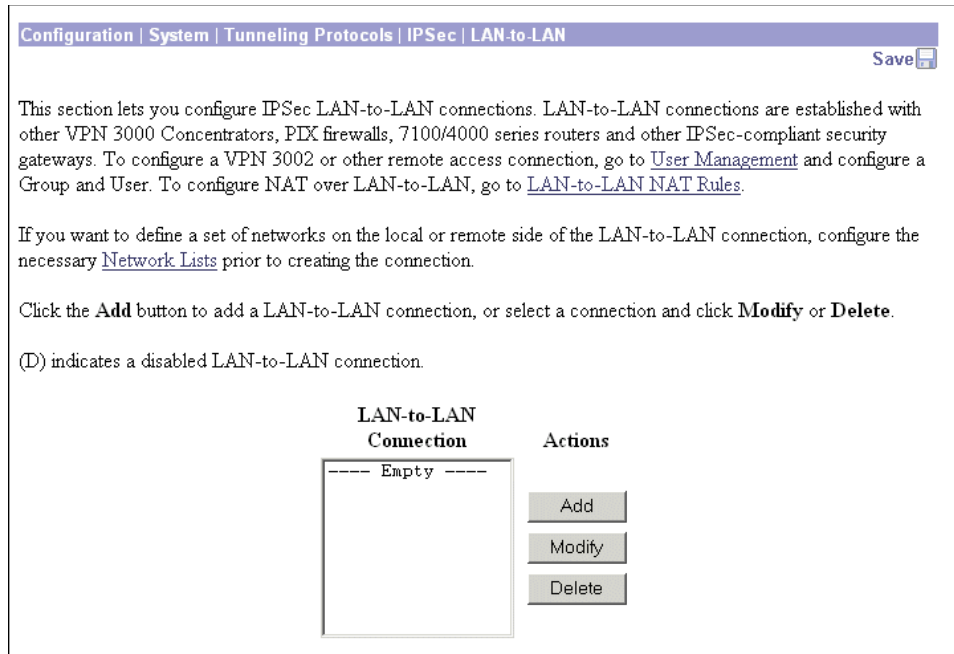 Configuration | System | Tunneling Protocols | IPSec | LAN-to-LAN
Save
This section lets you configure IPSec LAN-to-LAN connections. LAN-to-LAN connections are established with
other VPN 3000 Concentrators, PIX firewalls, 7100/4000 series routers and other IPSec-compliant security
gateways. To configure a VPN 3002 or other remote access connection, go to User Management and configure a
Group and User. To configure NAT over LAN-to-LAN, go to LAN-to-LAN NAT Rules.
If you want to define a set of networks on the local or remote side of the LAN-to-LAN connection, configure the
necessary Network Lists prior to creating the connection.
Click the Add button to add a LAN-to-LAN connection, or select a connection and click Modify or Delete.
(D) indicates a disabled LAN-to-LAN connection.
LAN-to-LAN
Connection
Actions
---- Empty ----
Add
Modify
Delete